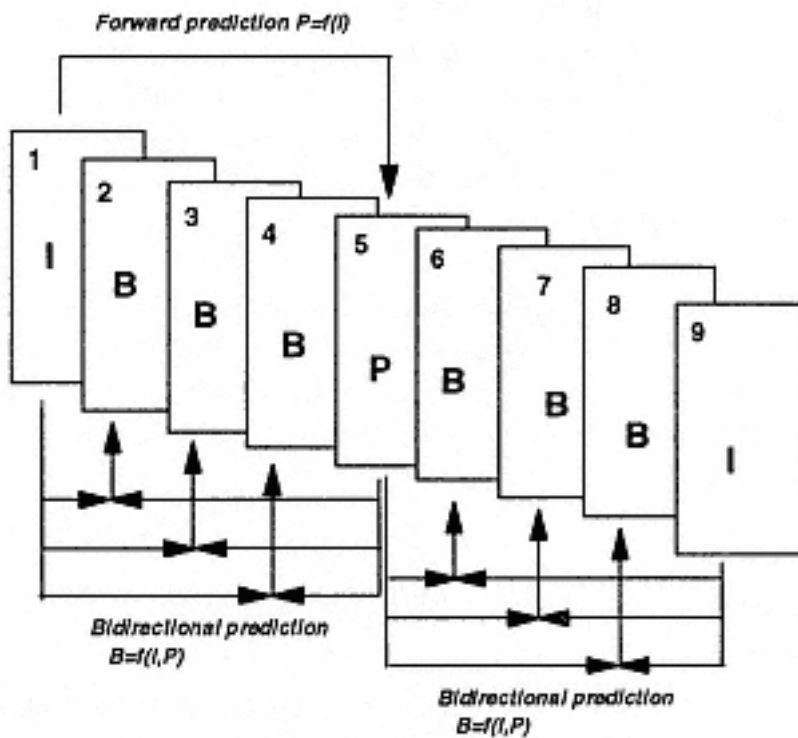 Forward prediction P=f(I)
1
I
2
B
3
B
4
B
5
P
6
B
7
B
8
B
9
I
Bidirectional prediction
B=f(I,P)
Bidirectional prediction
B=f(I,P)